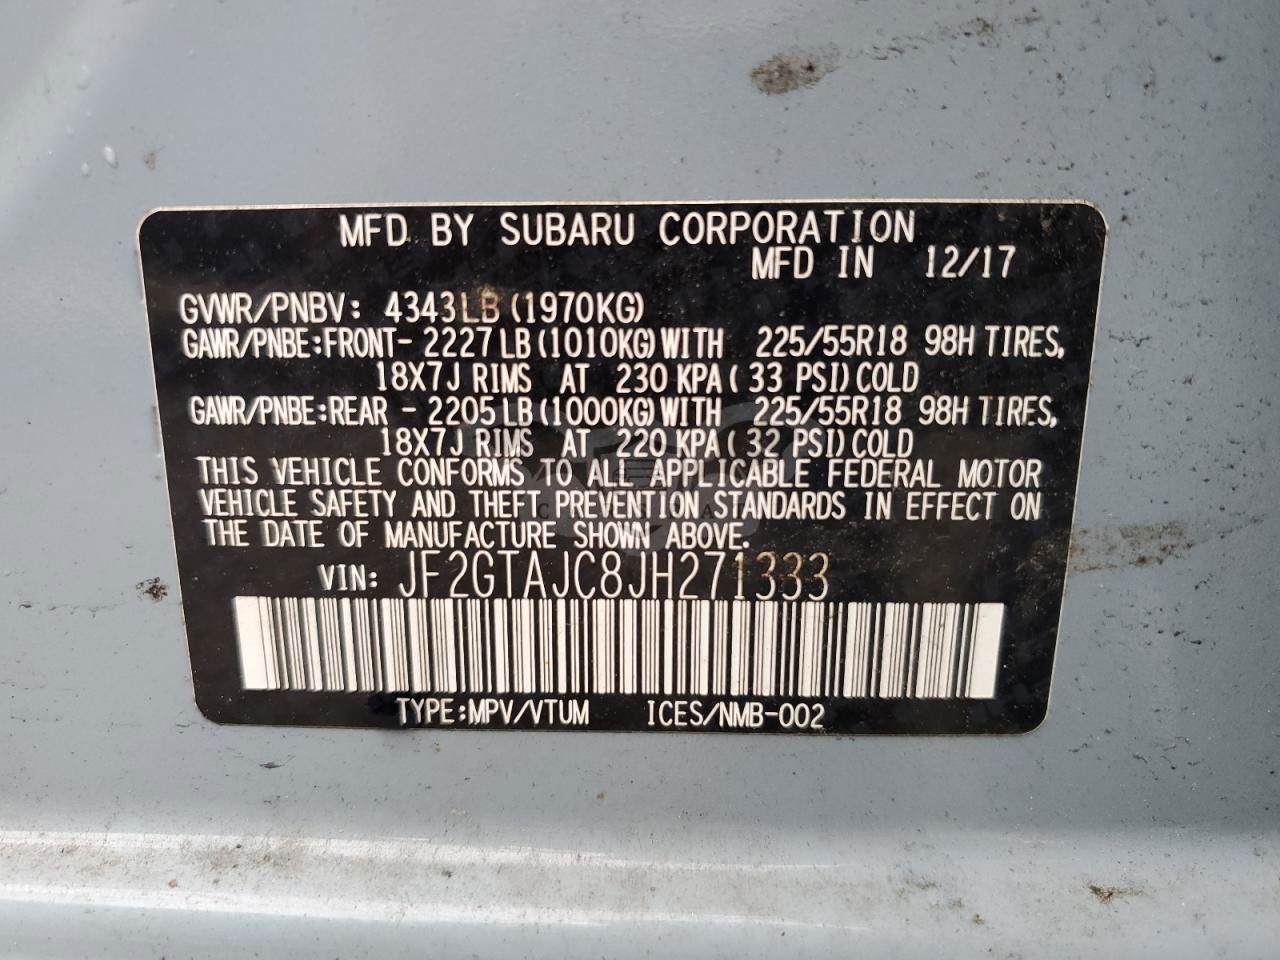 MFD BY SUBARU CORPORATION
MFD IN 12/17
GVWR/PNBV: 4343LB (1970KG)
GAWR/PNBE:FRONT- 2227LB(1010KG)WITH 225/55R18 98H TIRES,
18X7J RIMS AT 230 KPA( 33 PSI)COLD
GAWR/PNBE:REAR - 2205LB(1000KG)WITH 225/55R18 98H TIRES,
18X7J RIMS AT 220 KPA( 32 PSI)COLD
THIS VEHICLE CONFORMS TO ALL APPLICABLE FEDERAL MOTOR
VEHICLE SAFETY AND THEFT PREVENTION STANDARDS IN EFFECT ON
THE DATE OF MANUFACTURE SHOWN ABOVE.
VIN: JF2GTAJC8JH271333
TYPE:MPV/VTUM ICES/NMB-002